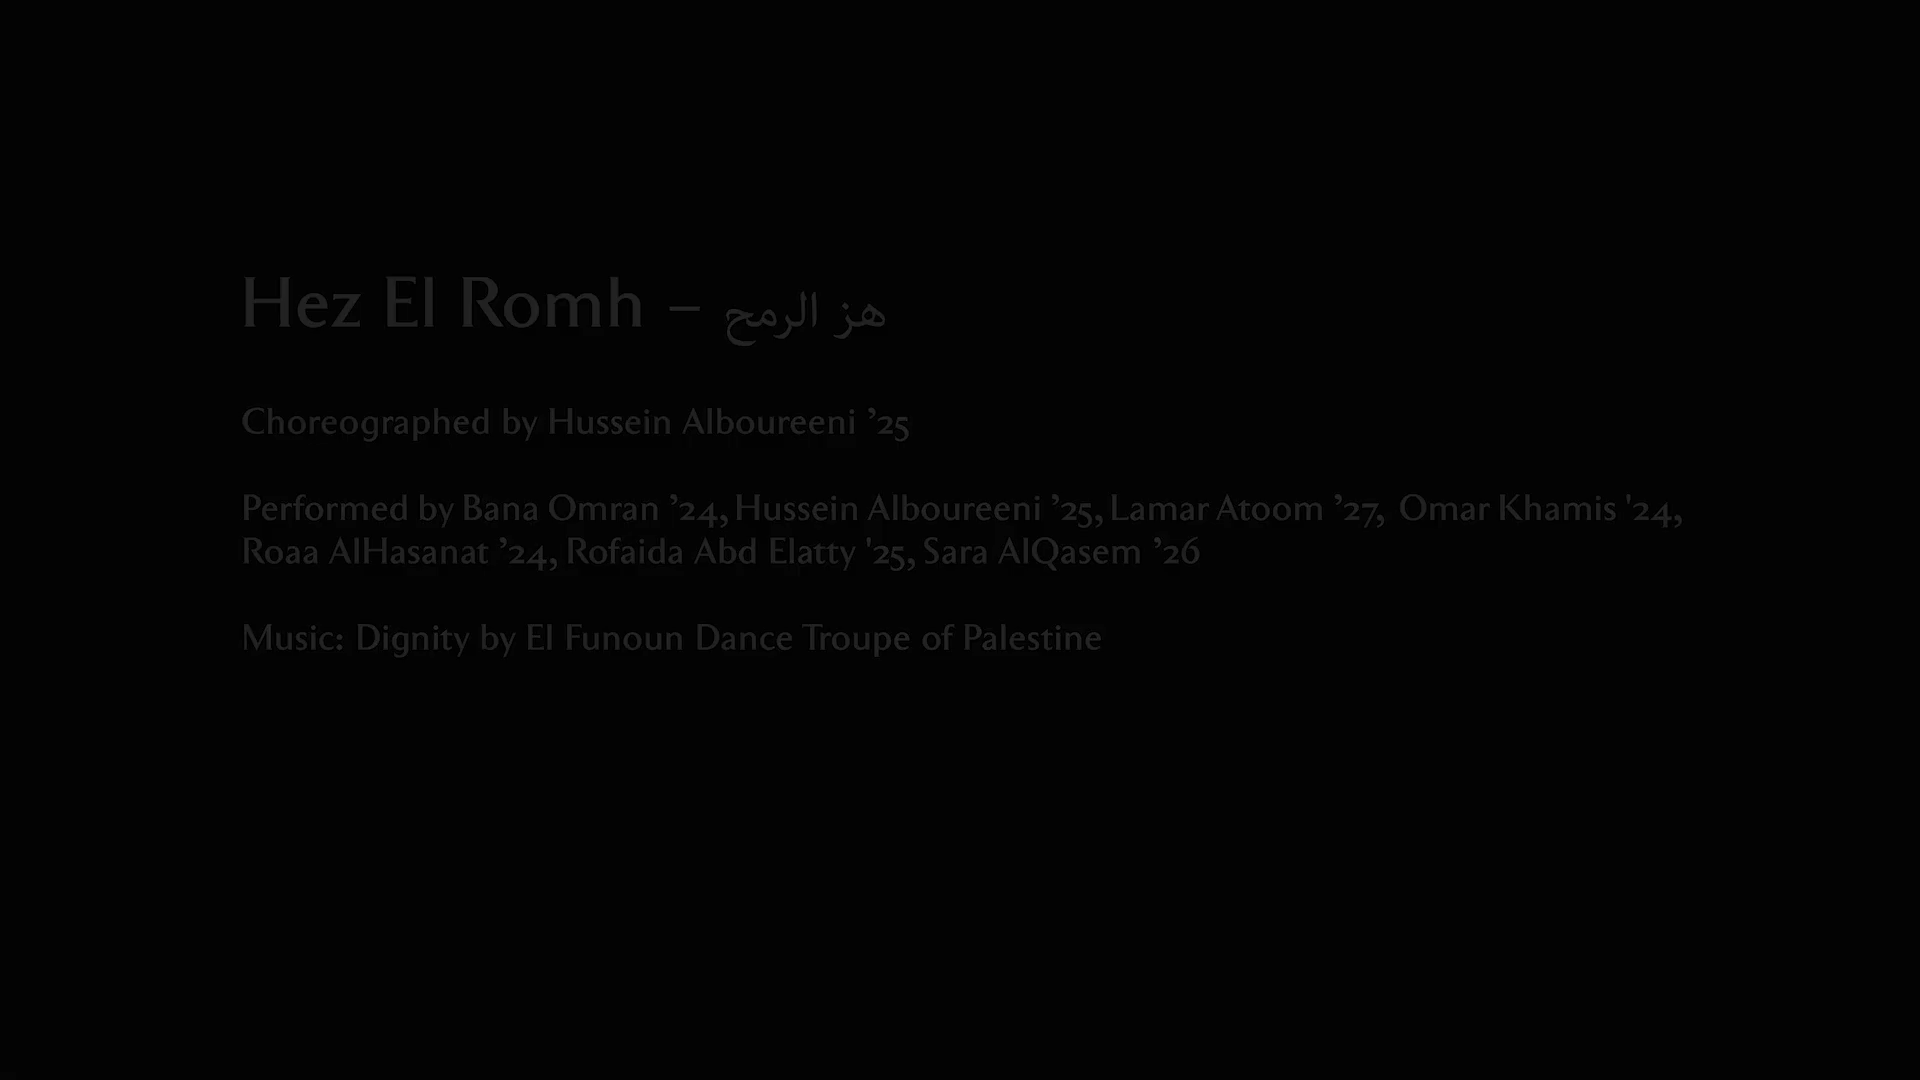 Hez El Romh – هز الرمح
Choreographed by Hussein Alboureeni ’25
Performed by Bana Omran ’24, Hussein Alboureeni ’25, Lamar Atoom ’27, Omar Khamis '24,
Roaa AlHasanat ’24, Rofaida Abd Elatty '25, Sara AlQasem ’26
Music: Dignity by El Funoun Dance Troupe of Palestine